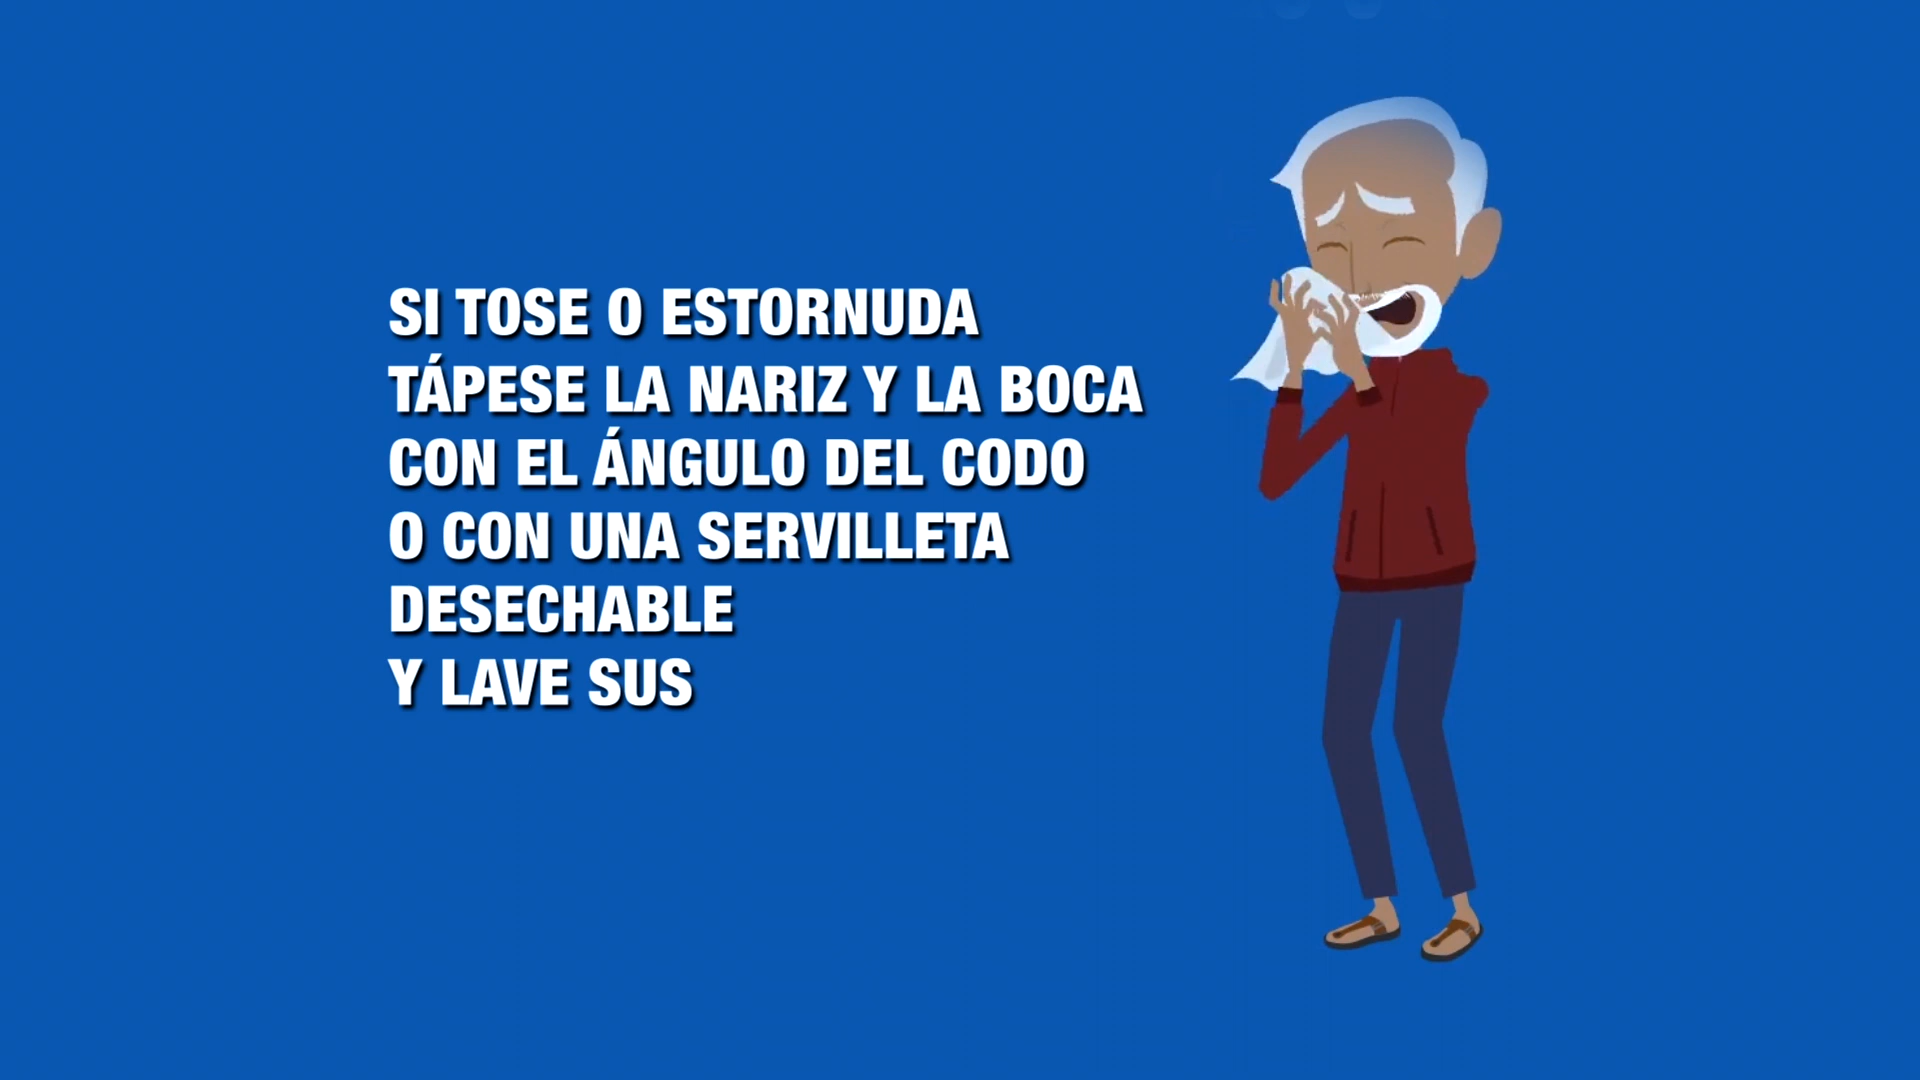 SI TOSE O ESTORNUDA
TÁPESE LA NARIZ Y LA BOCA
CON EL ÁNGULO DEL CODO
O CON UNA SERVILLETA
DESECHABLE
Y LAVE SUS